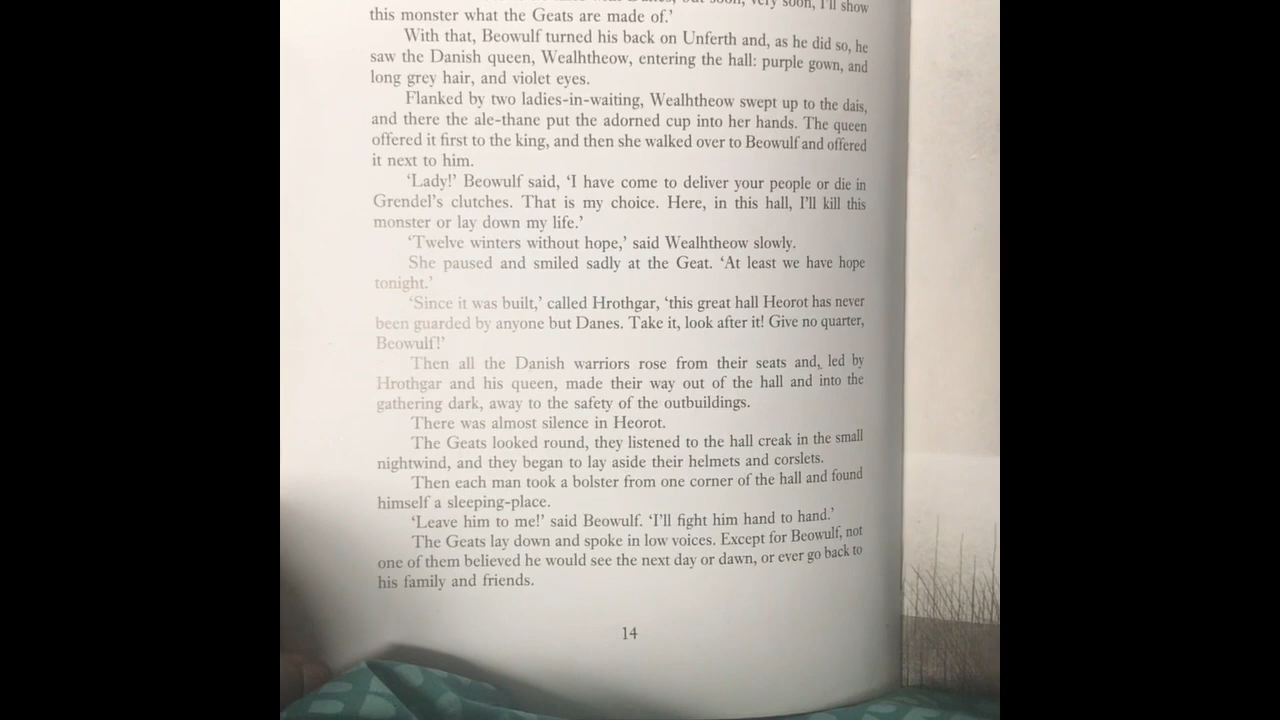 soon, very soon, I'll show
this monster what the Geats are made of.'
With that, Beowulf turned his back on Unferth and, as he did so, he
saw the Danish queen, Wealhtheow, entering the hall: purple gown, and
long grey hair, and violet eyes.
Flanked by two ladies-in-waiting, Wealhtheow swept up to the dais,
and there the ale-thane put the adorned cup into her hands. The queen
offered it first to the king, and then she walked over to Beowulf and offered
it next to him.
'Lady!' Beowulf said, 'I have come to deliver your people or die in
Grendel's clutches. That is my choice. Here, in this hall, I'll kill this
monster or lay down my life.'
'Twelve winters without hope,' said Wealhtheow slowly.
She paused and smiled sadly at the Geat. 'At least we have hope
tonight.'
'Since it was built,' called Hrothgar, 'this great hall Heorot has never
been guarded by anyone but Danes. Take it, look after it! Give no quarter,
Beowulf!'
Then all the Danish warriors rose from their seats and, led by
Hrothgar and his queen, made their way out of the hall and into the
gathering dark, away to the safety of the outbuildings.
There was almost silence in Heorot.
The Geats looked round, they listened to the hall creak in the small
nightwind, and they began to lay aside their helmets and corslets.
Then each man took a bolster from one corner of the hall and found
himself a sleeping-place.
'Leave him to me!' said Beowulf. 'I'll fight him hand to hand.'
The Geats lay down and spoke in low voices. Except for Beowulf, not
one of them believed he would see the next day or dawn, or ever go back to
his family and friends.
14